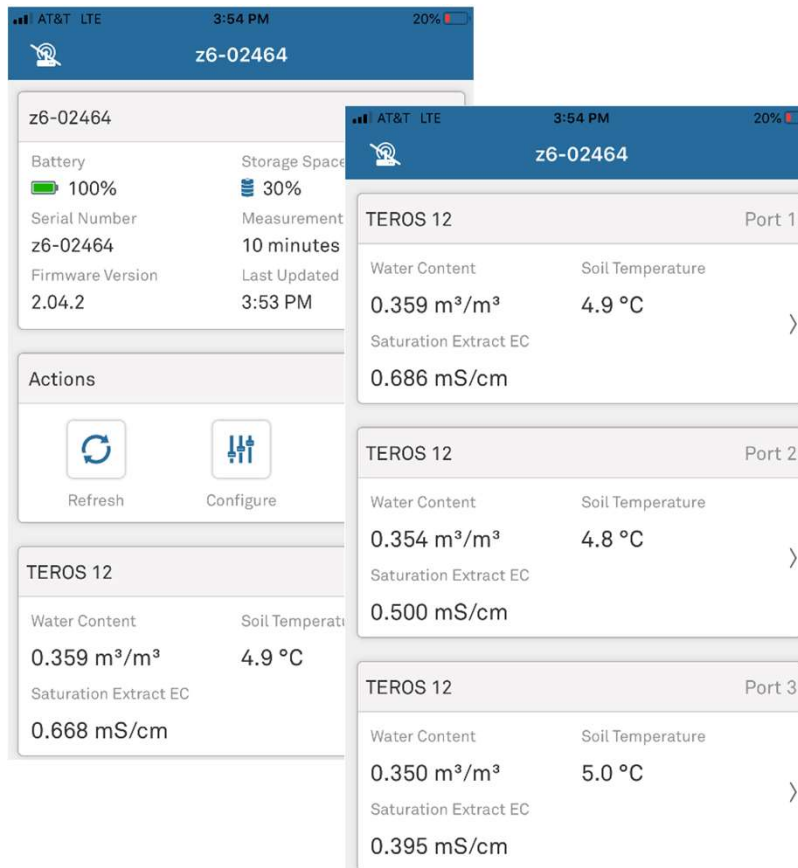 AT&T LTE 3:54 PM 20%
z6-02464
z6-02464
Battery Storage Space
100% 30%
Serial Number Measurement
z6-02464 10 minutes
Firmware Version Last Updated
2.04.2 3:53 PM
Actions
Refresh Configure
TEROS 12
Water Content Soil Temperatu
0.359 m³/m³ 4.9 °C
Saturation Extract EC
0.668 mS/cm
AT&T LTE 3:54 PM 20%
z6-02464
TEROS 12 Port 1
Water Content Soil Temperature
0.359 m³/m³ 4.9 °C
Saturation Extract EC
0.686 mS/cm
TEROS 12 Port 2
Water Content Soil Temperature
0.354 m³/m³ 4.8 °C
Saturation Extract EC
0.500 mS/cm
TEROS 12 Port 3
Water Content Soil Temperature
0.350 m³/m³ 5.0 °C
Saturation Extract EC
0.395 mS/cm